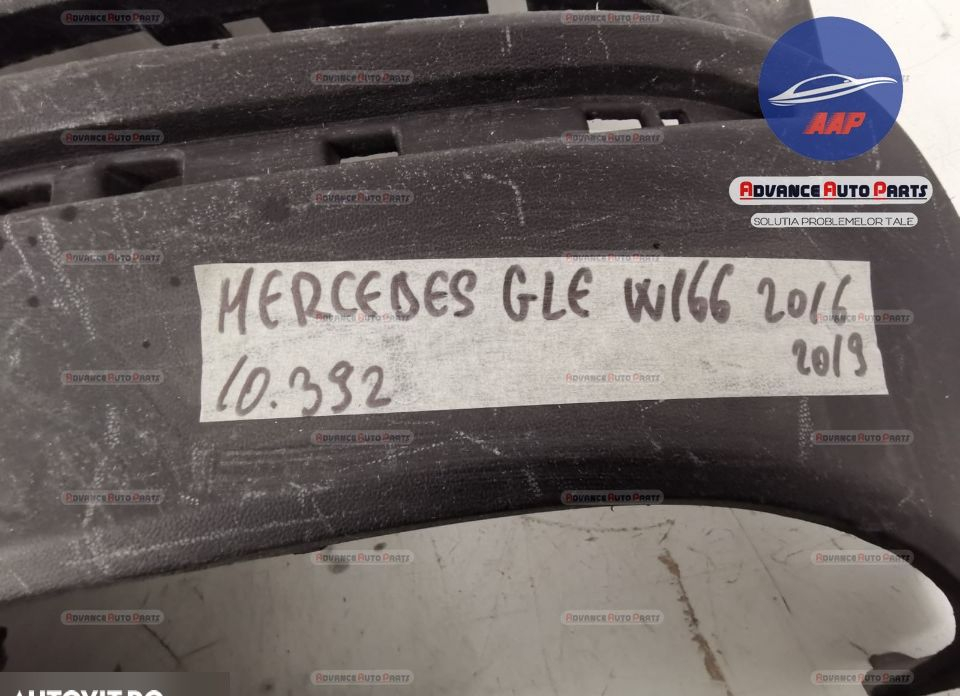 AAP
ADVANCE AUTO PARTS
SOLUTIA PROBLEMELOR TALE
MERCEDES GLE W166 2016
2019
10.392
AUTOVIT.RO